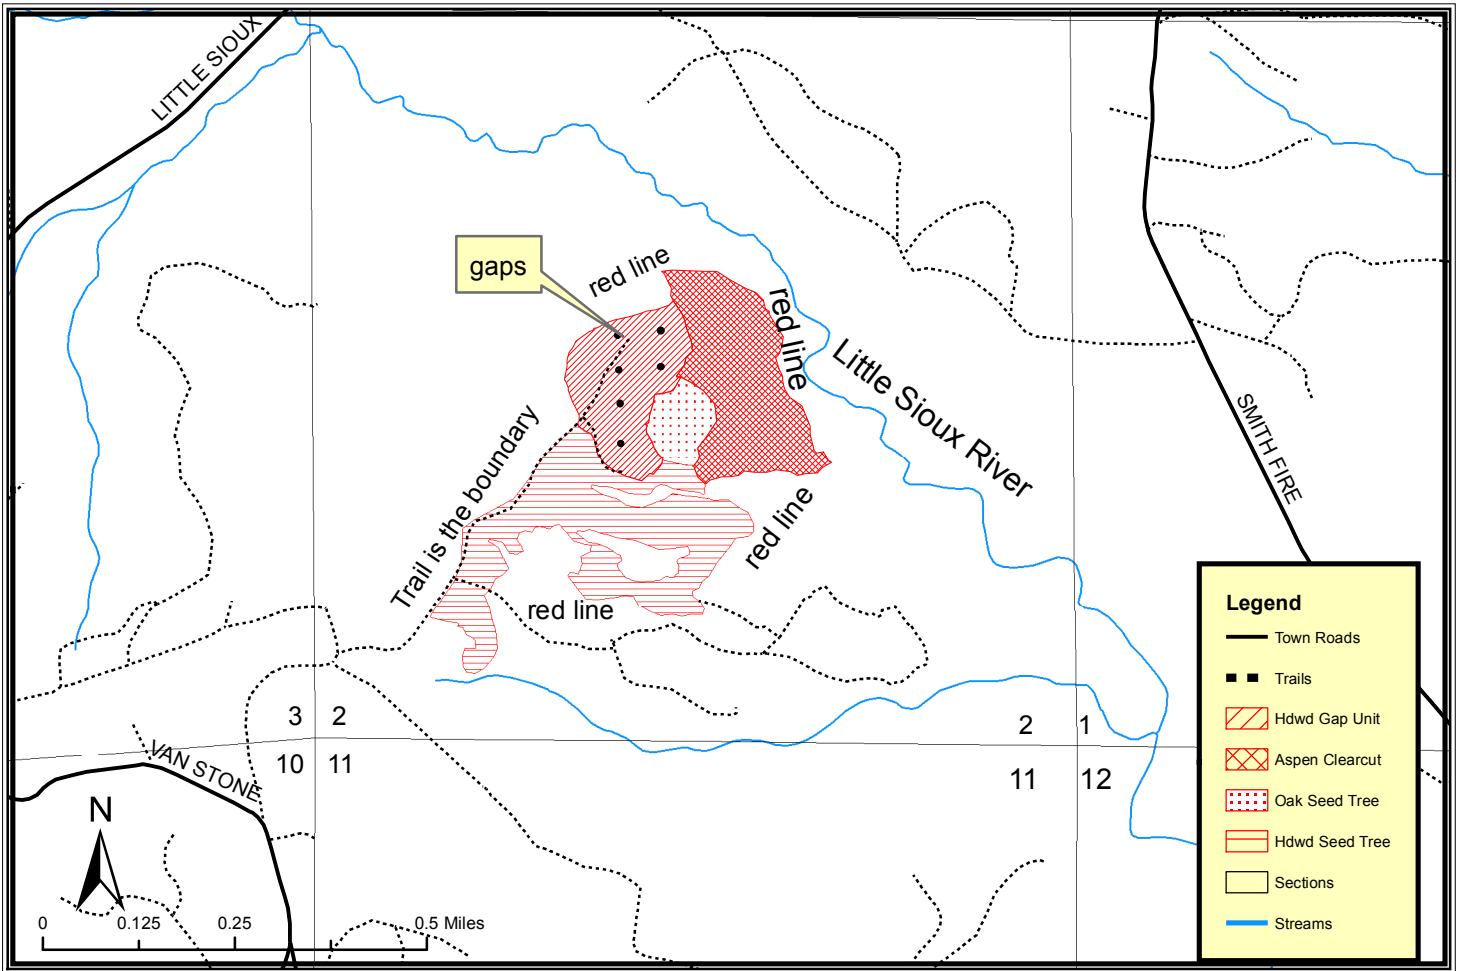 LITTLE SIOUX
gaps
red line
red line
Little Sioux River
Trail is the boundary
red line
red line
SMITH FIRE
3 2
2 1
10 11
11 12
VAN STONE
N
0 0.125 0.25 0.5 Miles
Legend
Town Roads
Trails
Hdwd Gap Unit
Aspen Clearcut
Oak Seed Tree
Hdwd Seed Tree
Sections
Streams